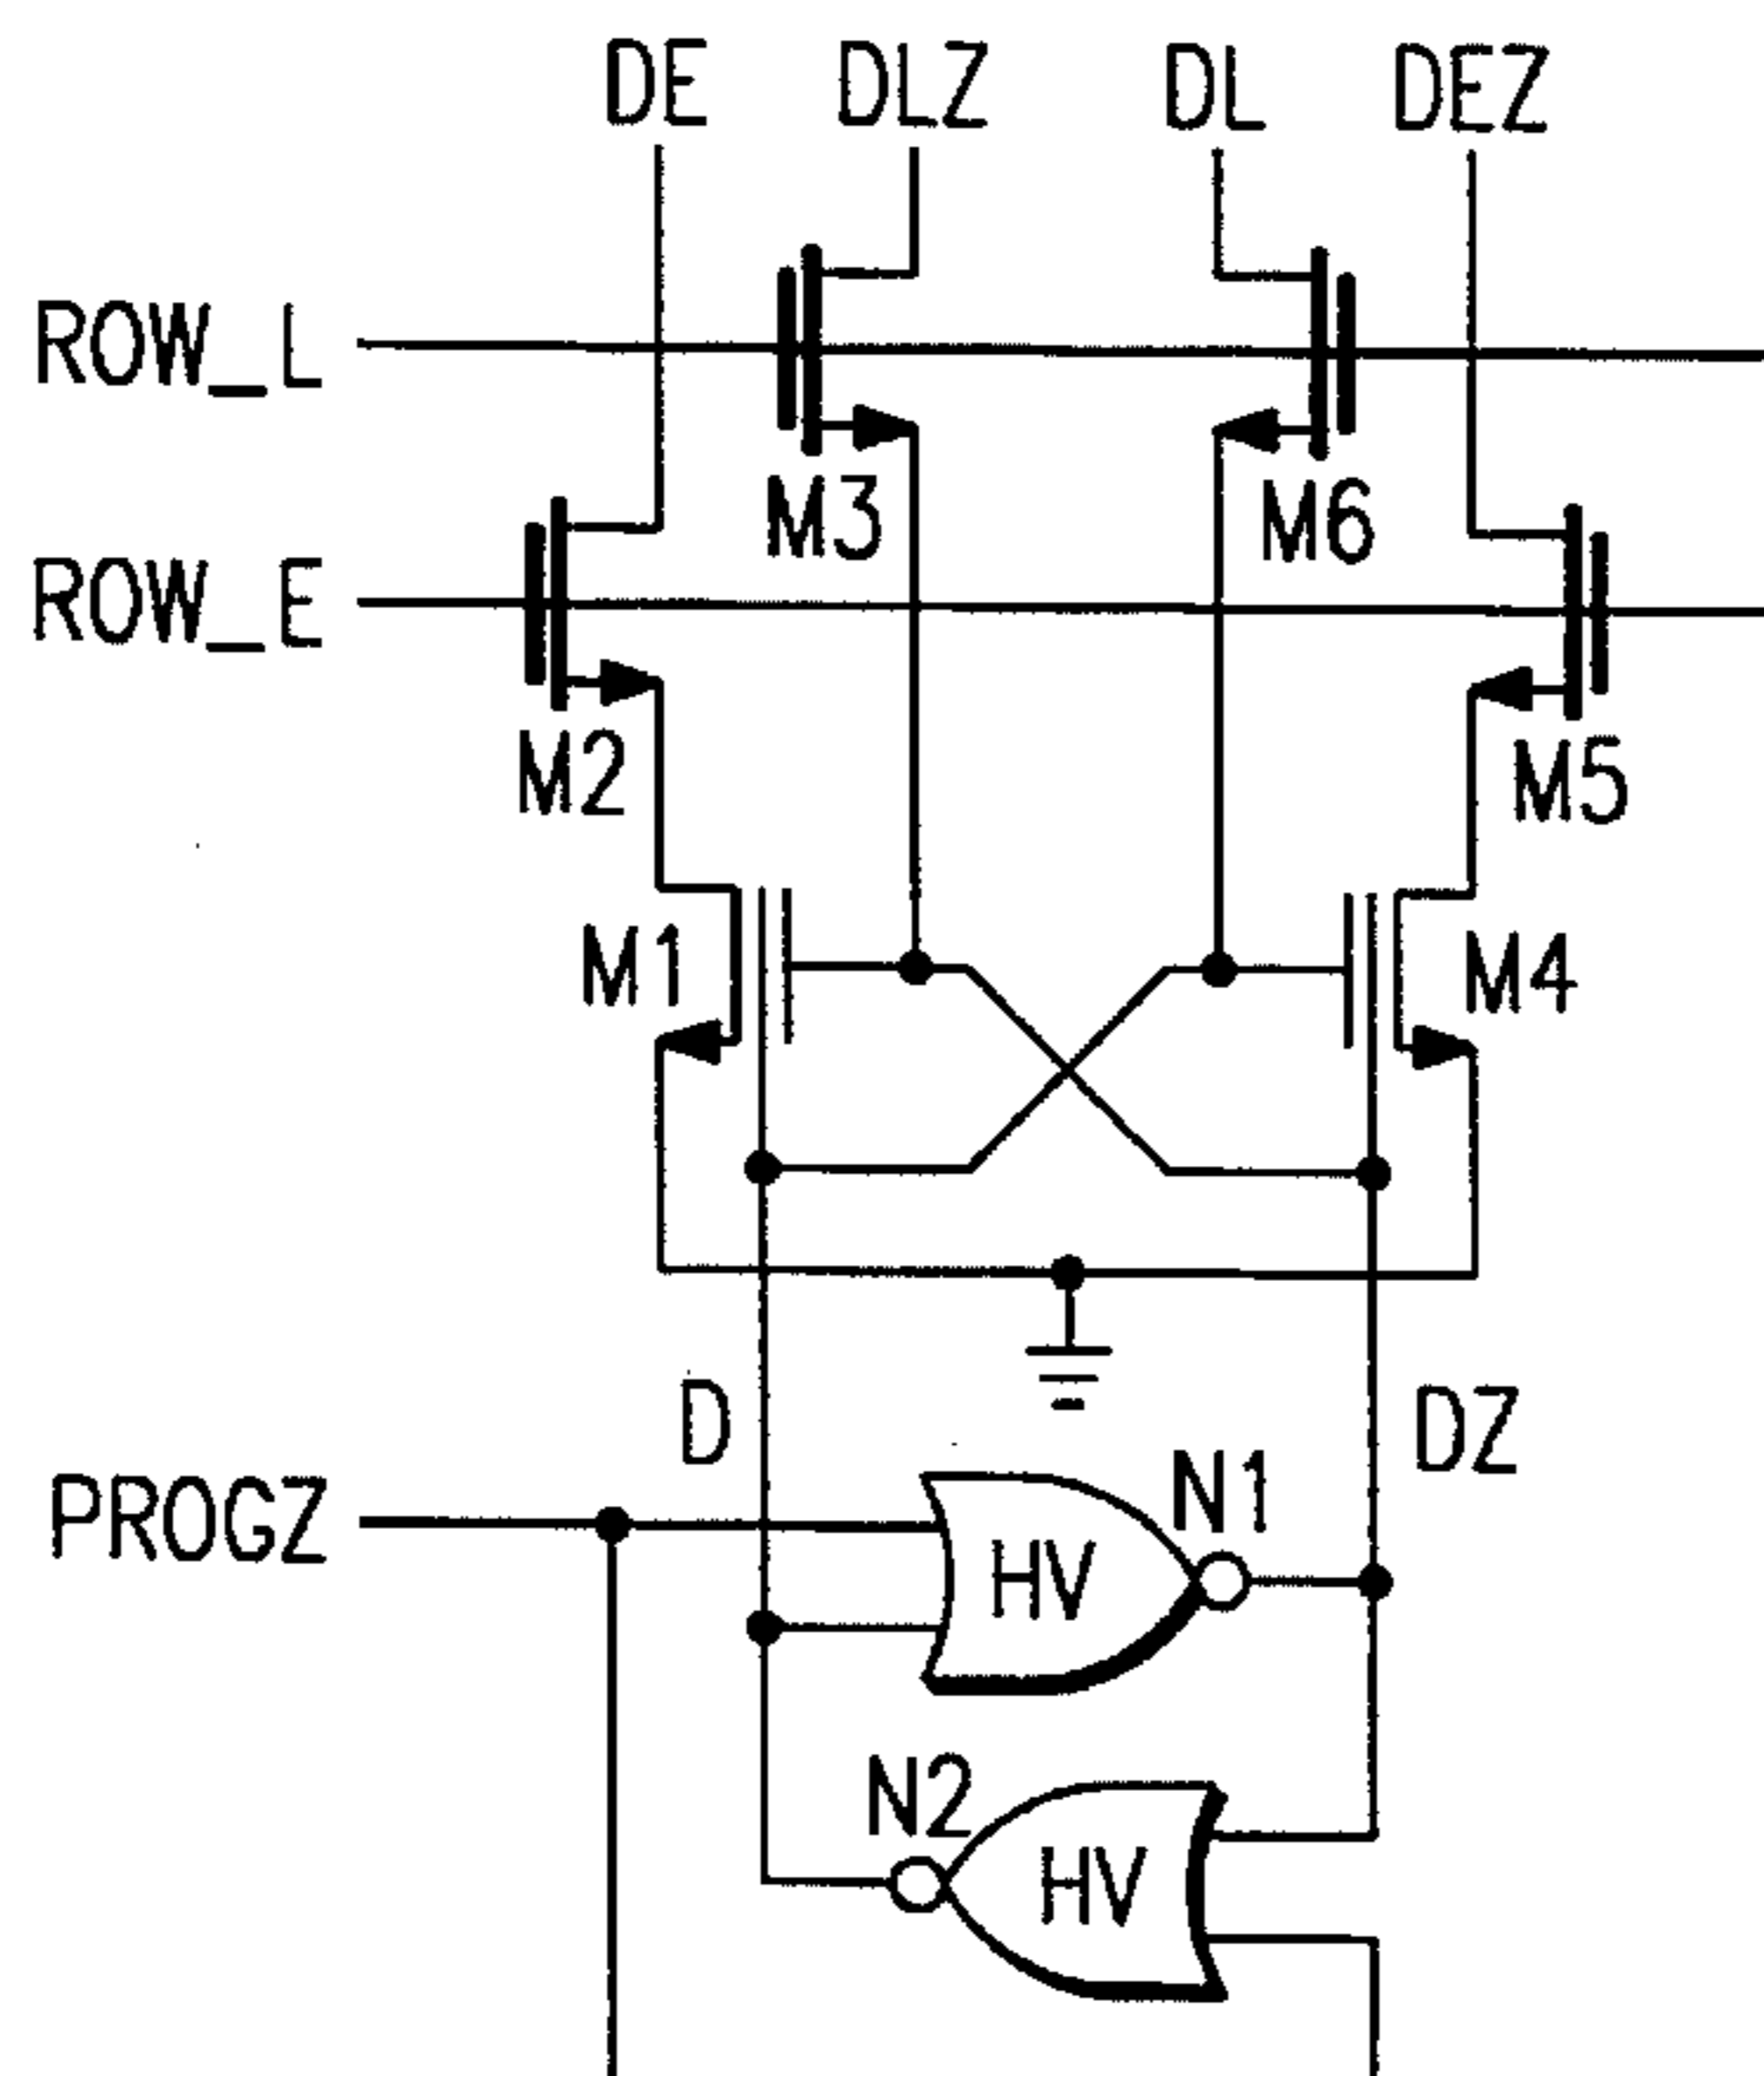 DE DLZ DL DEZ
ROW_L
M3 M6
ROW_E
M2 M5
M1 M4
D DZ
PROGZ N1
HV
N2
HV